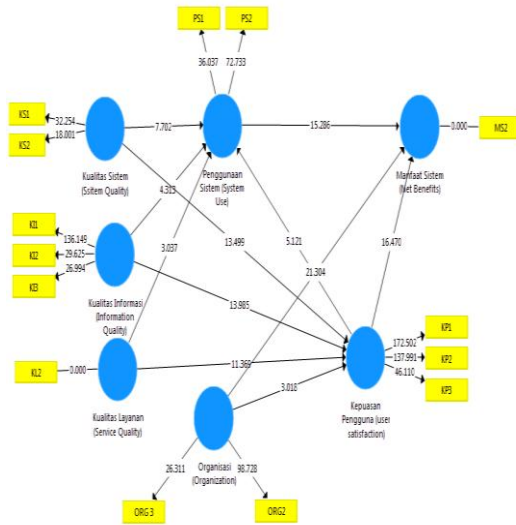 PS1
PS2
36.037
72.733
KS1
KS2
32.254
18.001
7.702
15.286
0.000
MS2
Kualitas Sistem
(Ssitem Quality)
Penggunaan
Sistem (System
Use)
Manfaat Sistem
(Net Benefits)
4.313
3.037
13.499
5.121
21.304
16.470
KI1
KI2
KI3
136.149
29.625
26.994
Kualitas Informasi
(Information
Quality)
13.985
KL2
0.000
11.369
Kualitas Layanan
(Service Quality)
3.018
172.502
137.991
46.110
KP1
KP2
KP3
Kepuasan
Pengguna (user
satisfaction)
26.311
98.728
Organisasi
(Organization)
ORG 3
ORG2